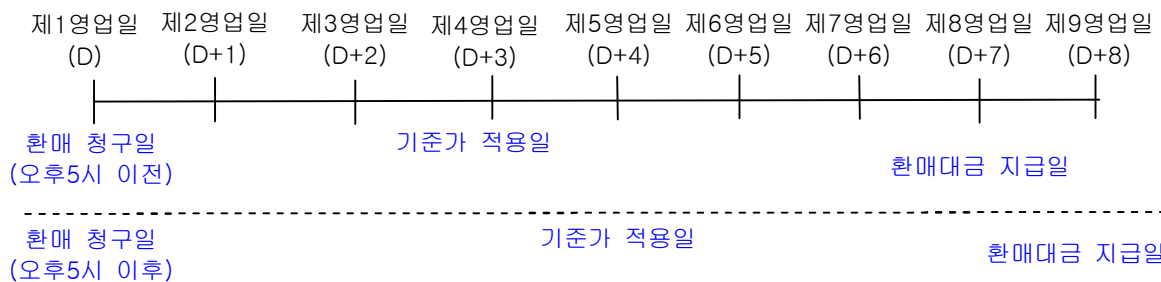 제1영업일 제2영업일 제3영업일 제4영업일 제5영업일 제6영업일 제7영업일 제8영업일 제9영업일
(D) (D+1) (D+2) (D+3) (D+4) (D+5) (D+6) (D+7) (D+8)
환매 청구일 기준가 적용일
(오후5시 이전) 환매대금 지급일
환매 청구일 기준가 적용일
(오후5시 이후) 환매대금 지급일